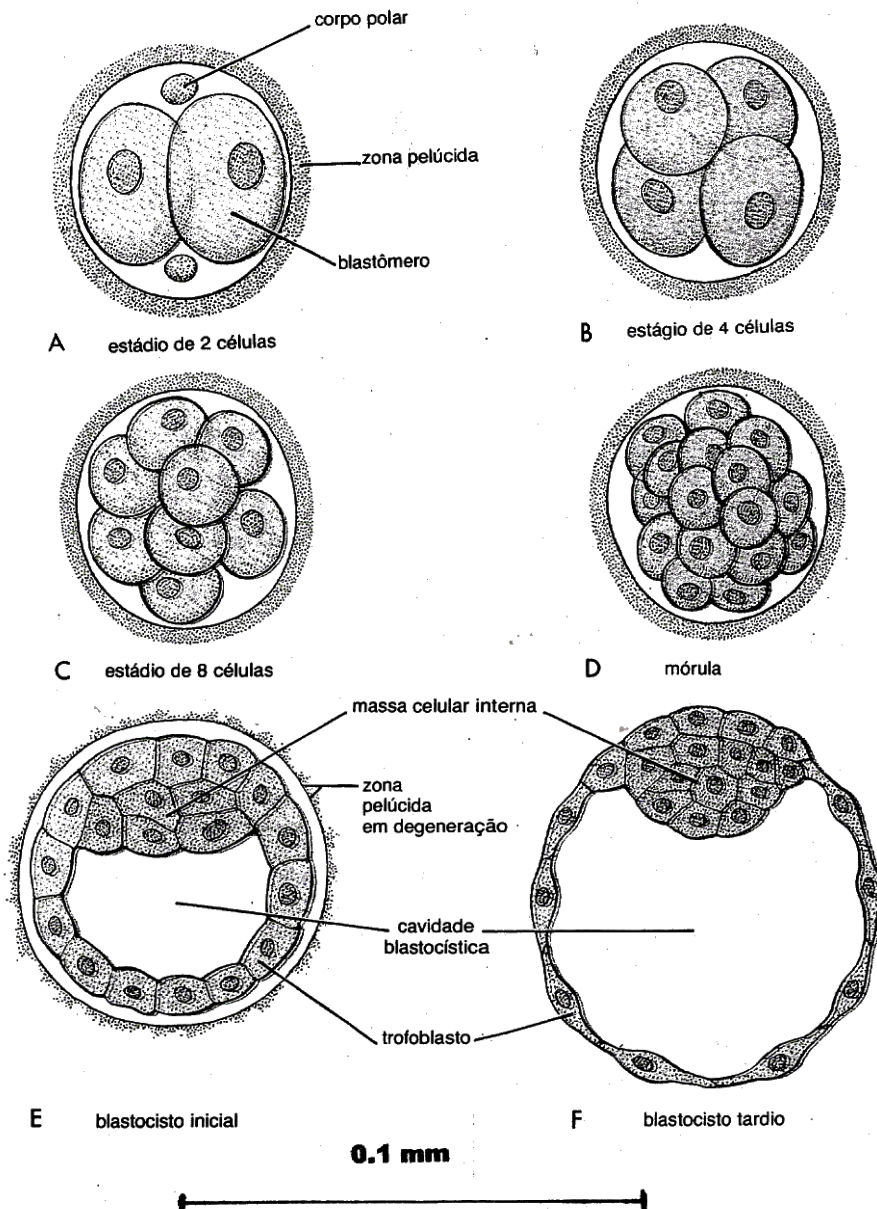 corpo polar
zona pelúcida
blastômero
A estádio de 2 células
B estágio de 4 células
C estádio de 8 células
D mórula
massa celular interna
zona
pelúcida
em degeneração
cavidade
blastocística
trofoblasto
E blastocisto inicial
F blastocisto tardio
0.1 mm